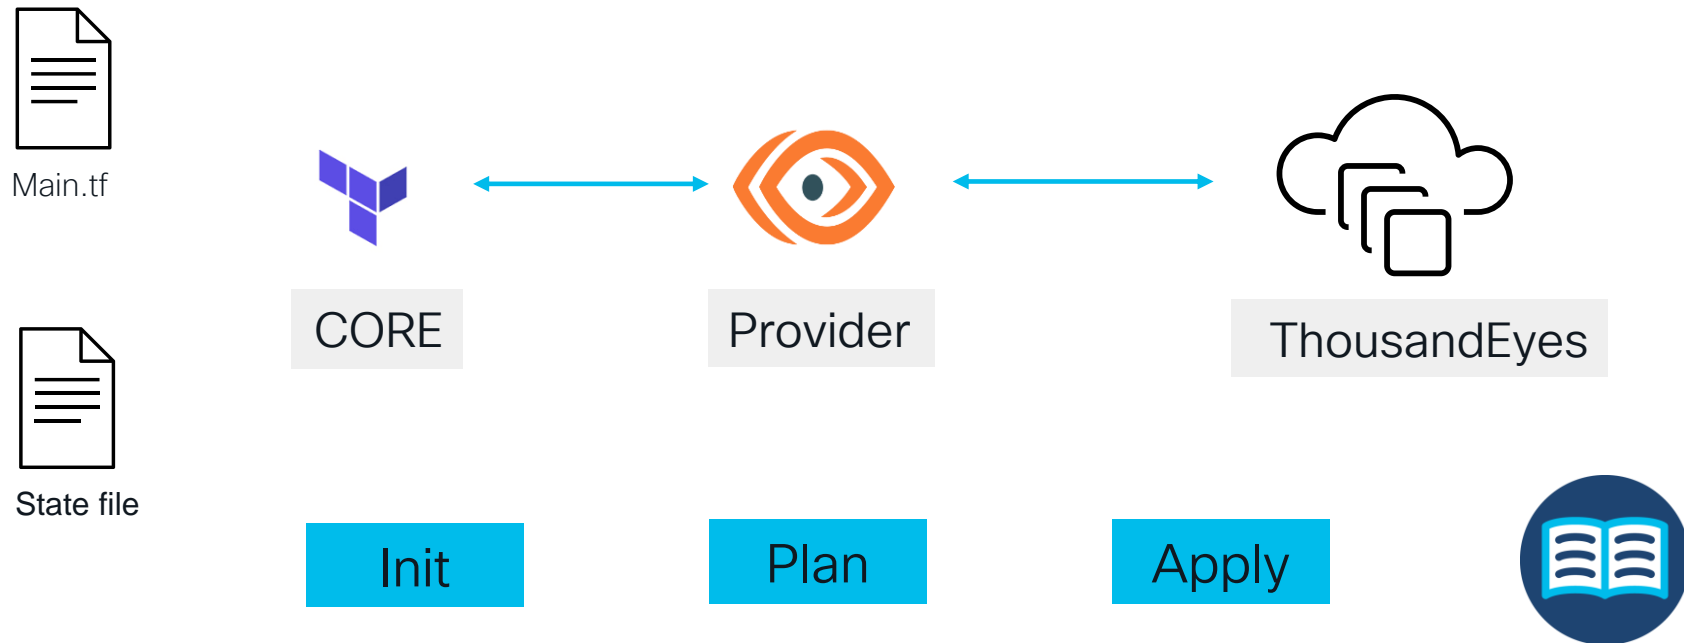 Main.tf
CORE
Provider
ThousandEyes
State file
Init
Plan
Apply